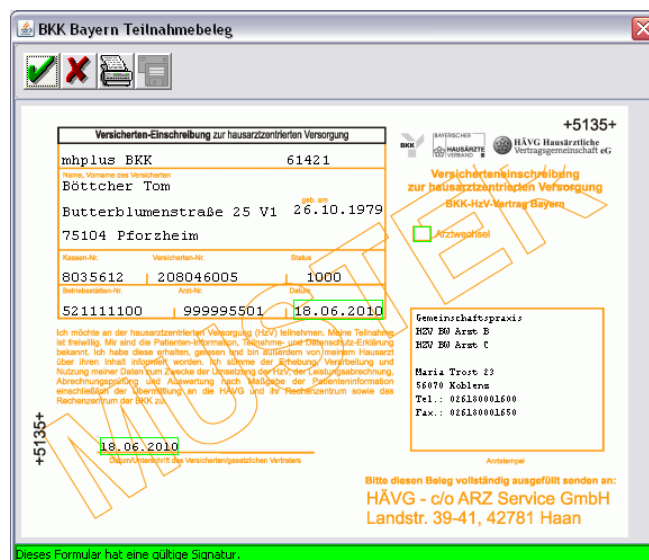 BKK Bayern Teilnahmebeleg
+5135+
Versicherten-Einschreibung zur hausarztzentrierten Versorgung
mhplus BKK 61421
Name, Vorname des Versicherten
Böttcher Tom
geb. am
Butterblumenstraße 25 V1 26.10.1979
75104 Pforzheim
Kassen-Nr. Versicherten-Nr. Status
8035612 208046005 1000
Betriebsstätten-Nr. Arzt-Nr. Datum
521111100 999995501 18.06.2010
BKK
BAYERISCHER
HAUSÄRZTE
VERBAND
HÄVG Hausärztliche
Vertragsgemeinschaft eG
Versicherteneinschreibung
zur hausarztzentrierten Versorgung
BKK-HzV-Vertrag Bayern
Arztwechsel
Ich möchte an der hausarztzentrierten Versorgung (HzV) teilnehmen. Meine Teilnahme
ist freiwillig. Mir sind die Patienten-Information, Teilnahme- und Datenschutz-Erklärung
bekannt. Ich habe diese erhalten, gelesen und bin außerdem von meinem Hausarzt
über ihren Inhalt informiert worden. Ich stimme der Erhebung, Verarbeitung und
Nutzung meiner Daten zum Zwecke der Umsetzung der HzV, der Leistungsabrechnung,
Abrechnungsprüfung und Auswertung nach Maßgabe der Patienteninformation
einschließlich der Übermittlung an die HÄVG und ihr Rechenzentrum sowie das
Rechenzentrum der BKK zu.
Gemeinschaftspraxis
HZV BÜ Arzt B
HZV BÜ Arzt C
Maria Trost 23
56070 Koblenz
Tel.: 026180001600
Fax.: 026180001650
MUSTER
+5135+
18.06.2010
Datum/Unterschrift des Versicherten/gesetzlichen Vertreters
Arztstempel
Bitte diesen Beleg vollständig ausgefüllt senden an:
HÄVG - c/o ARZ Service GmbH
Landstr. 39-41, 42781 Haan
Dieses Formular hat eine gültige Signatur.